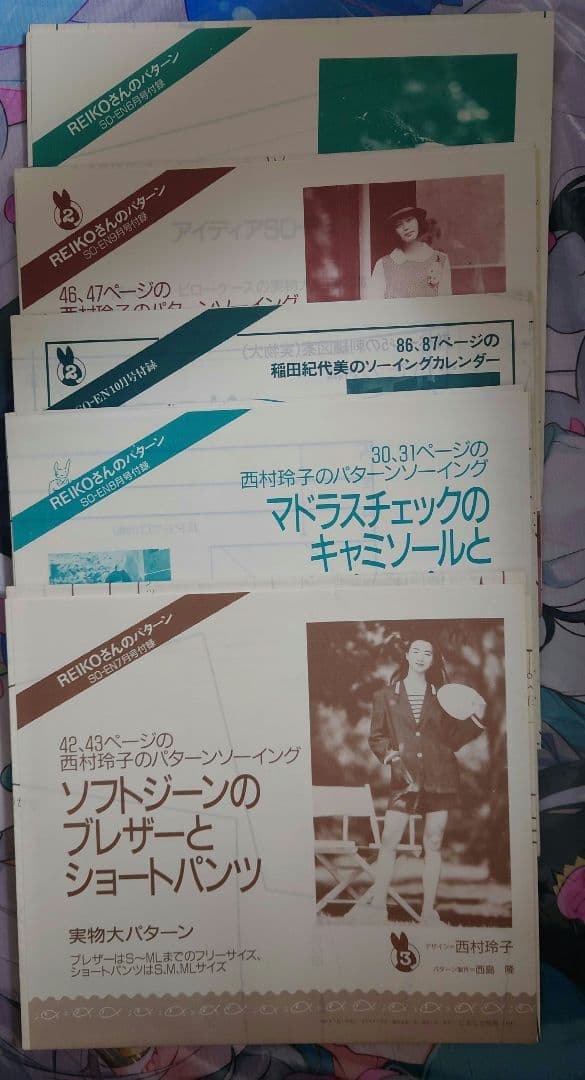 REIKOさんのパターン
SO-EN6月号付録
2
REIKOさんのパターン
SO-EN9月号付録
アイディアSO
46、47ページの
西村玲子のパターンソーイング
2
SO-EN10月号付録
86、87ページの
稲田紀代美のソーイングカレンダー
REIKOさんのパターン
SO-EN8月号付録
30、31ページの
西村玲子のパターンソーイング
マドラスチェックの
キャミソールと
REIKOさんのパターン
SO-EN7月号付録
42、43ページの
西村玲子のパターンソーイング
ソフトジーンの
ブレザーと
ショートパンツ
実物大パターン
ブレザーはS〜MLまでのフリーサイズ、
ショートパンツはS、M、MLサイズ
3
デザイン=西村玲子
パターン製作=西島 隆